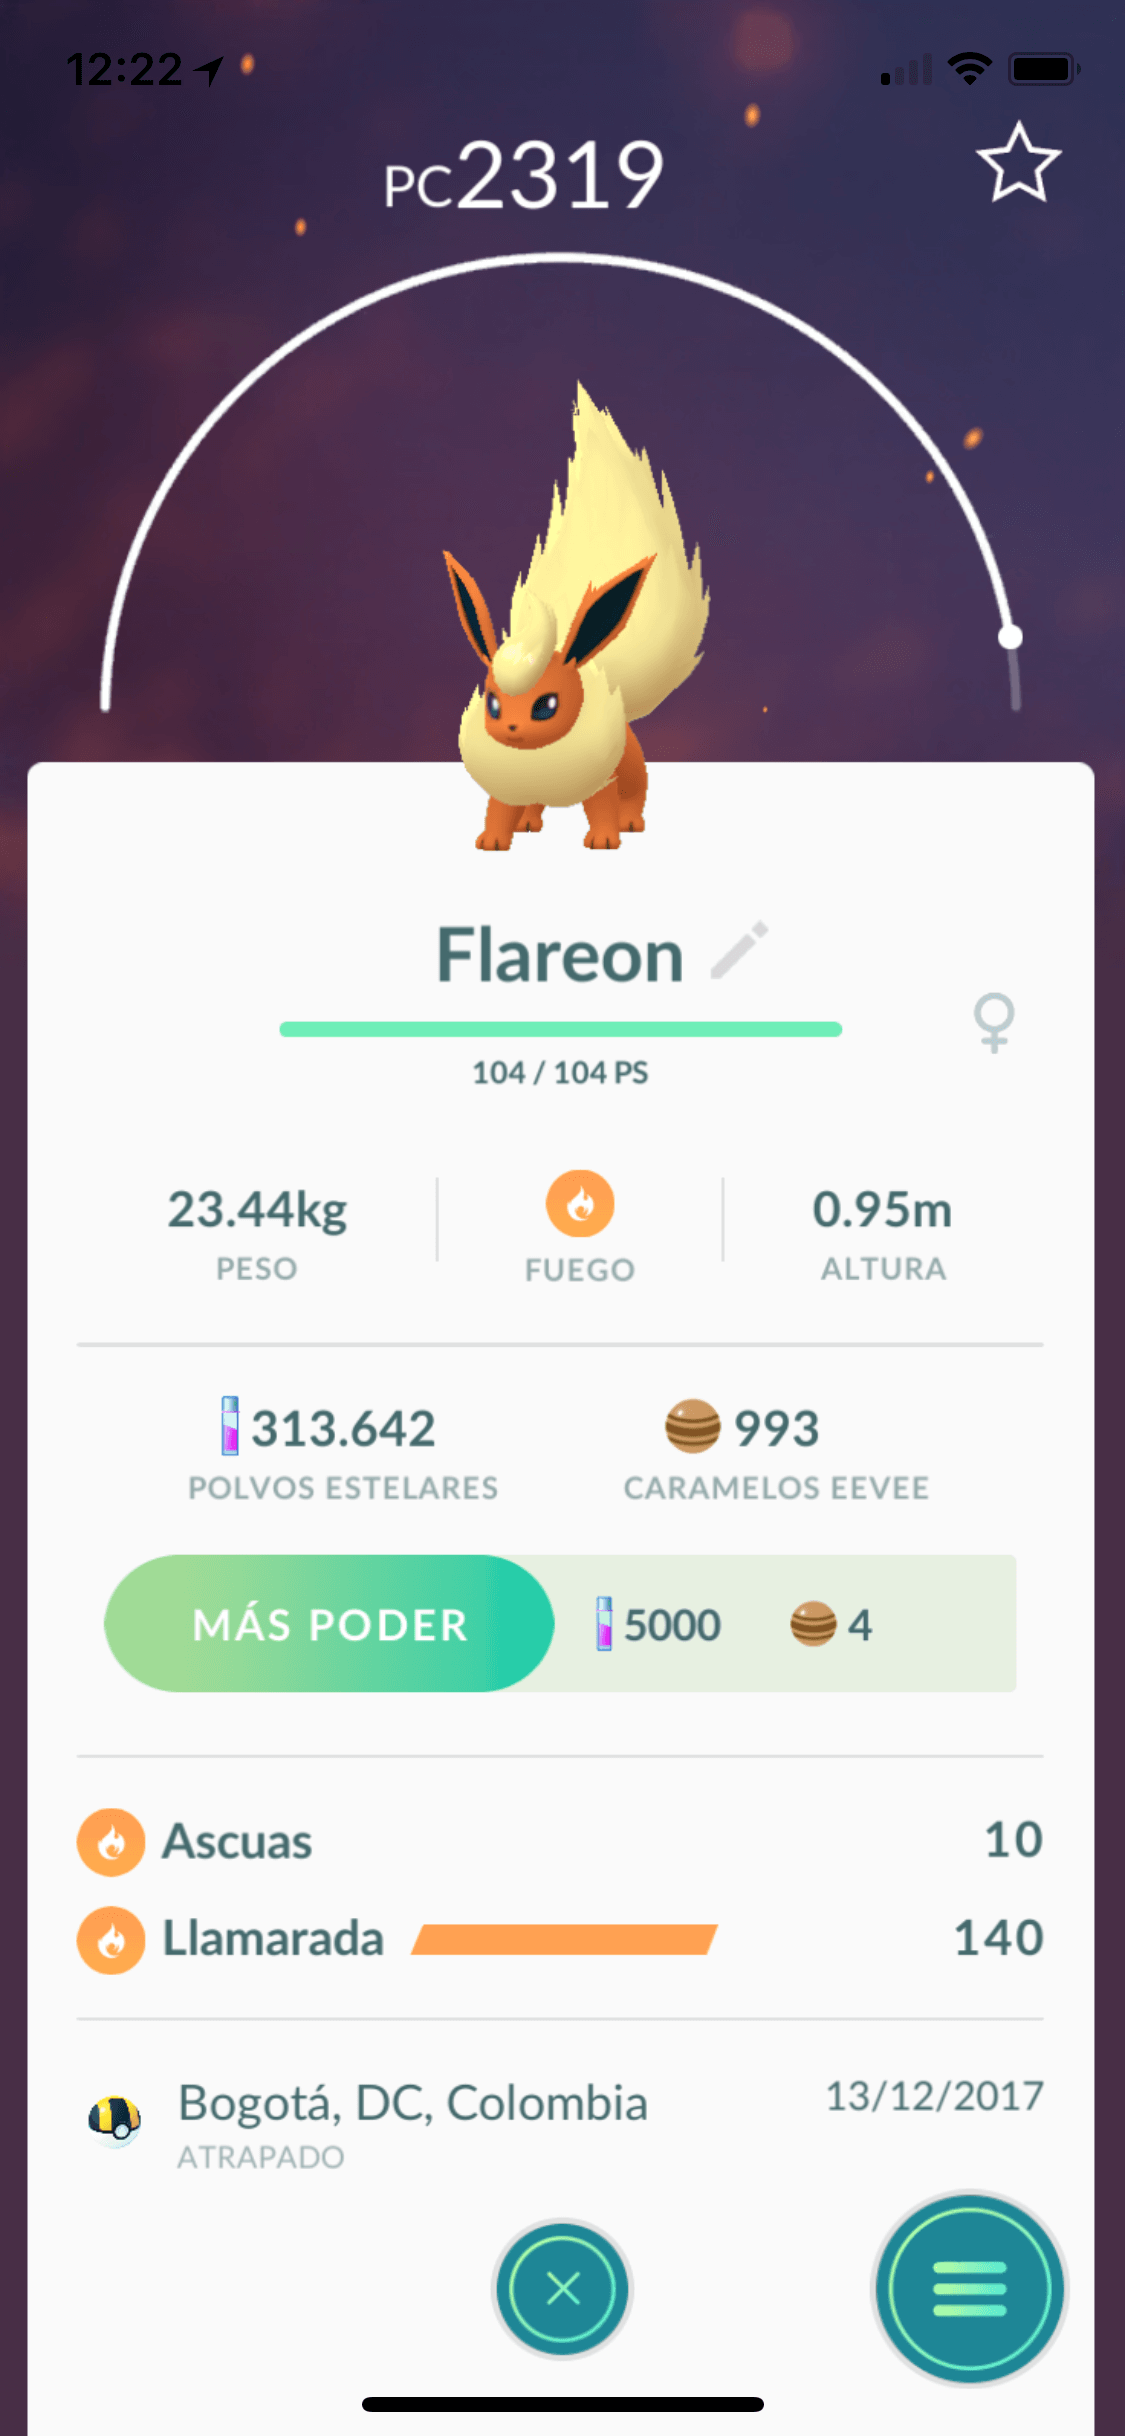 12:22
PC2319
Flareon
104 / 104 PS
23.44kg
PESO
FUEGO
0.95m
ALTURA
313.642
POLVOS ESTELARES
993
CARAMELOS EEVEE
MÁS PODER 5000 4
Ascuas 10
Llamarada 140
Bogotá, DC, Colombia 13/12/2017
ATRAPADO